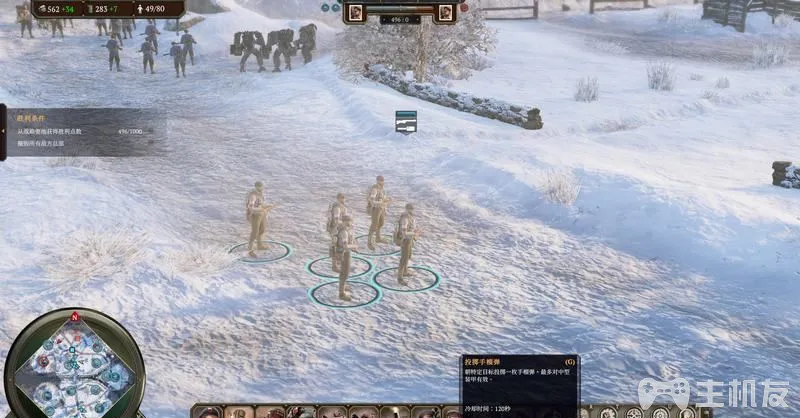 562 +34
283 +7
49/80
496 : 0
胜利条件
从战略要地获得胜利点数 496/1000
摧毁所有敌方总部
N
投掷手榴弹 (G)
朝特定目标投掷一枚手榴弹，最多对中型
装甲有效。
冷却时间：120秒
主机友